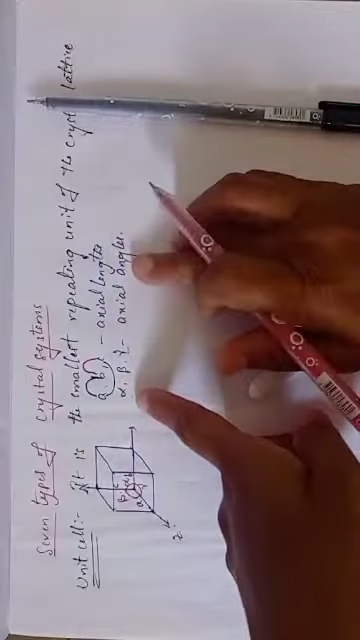 Seven types of crystal systems
Unit cell:- It is the smallest repeating unit of the crystal lattice
a, b, c - axial lengths
α, β, γ - axial angles.